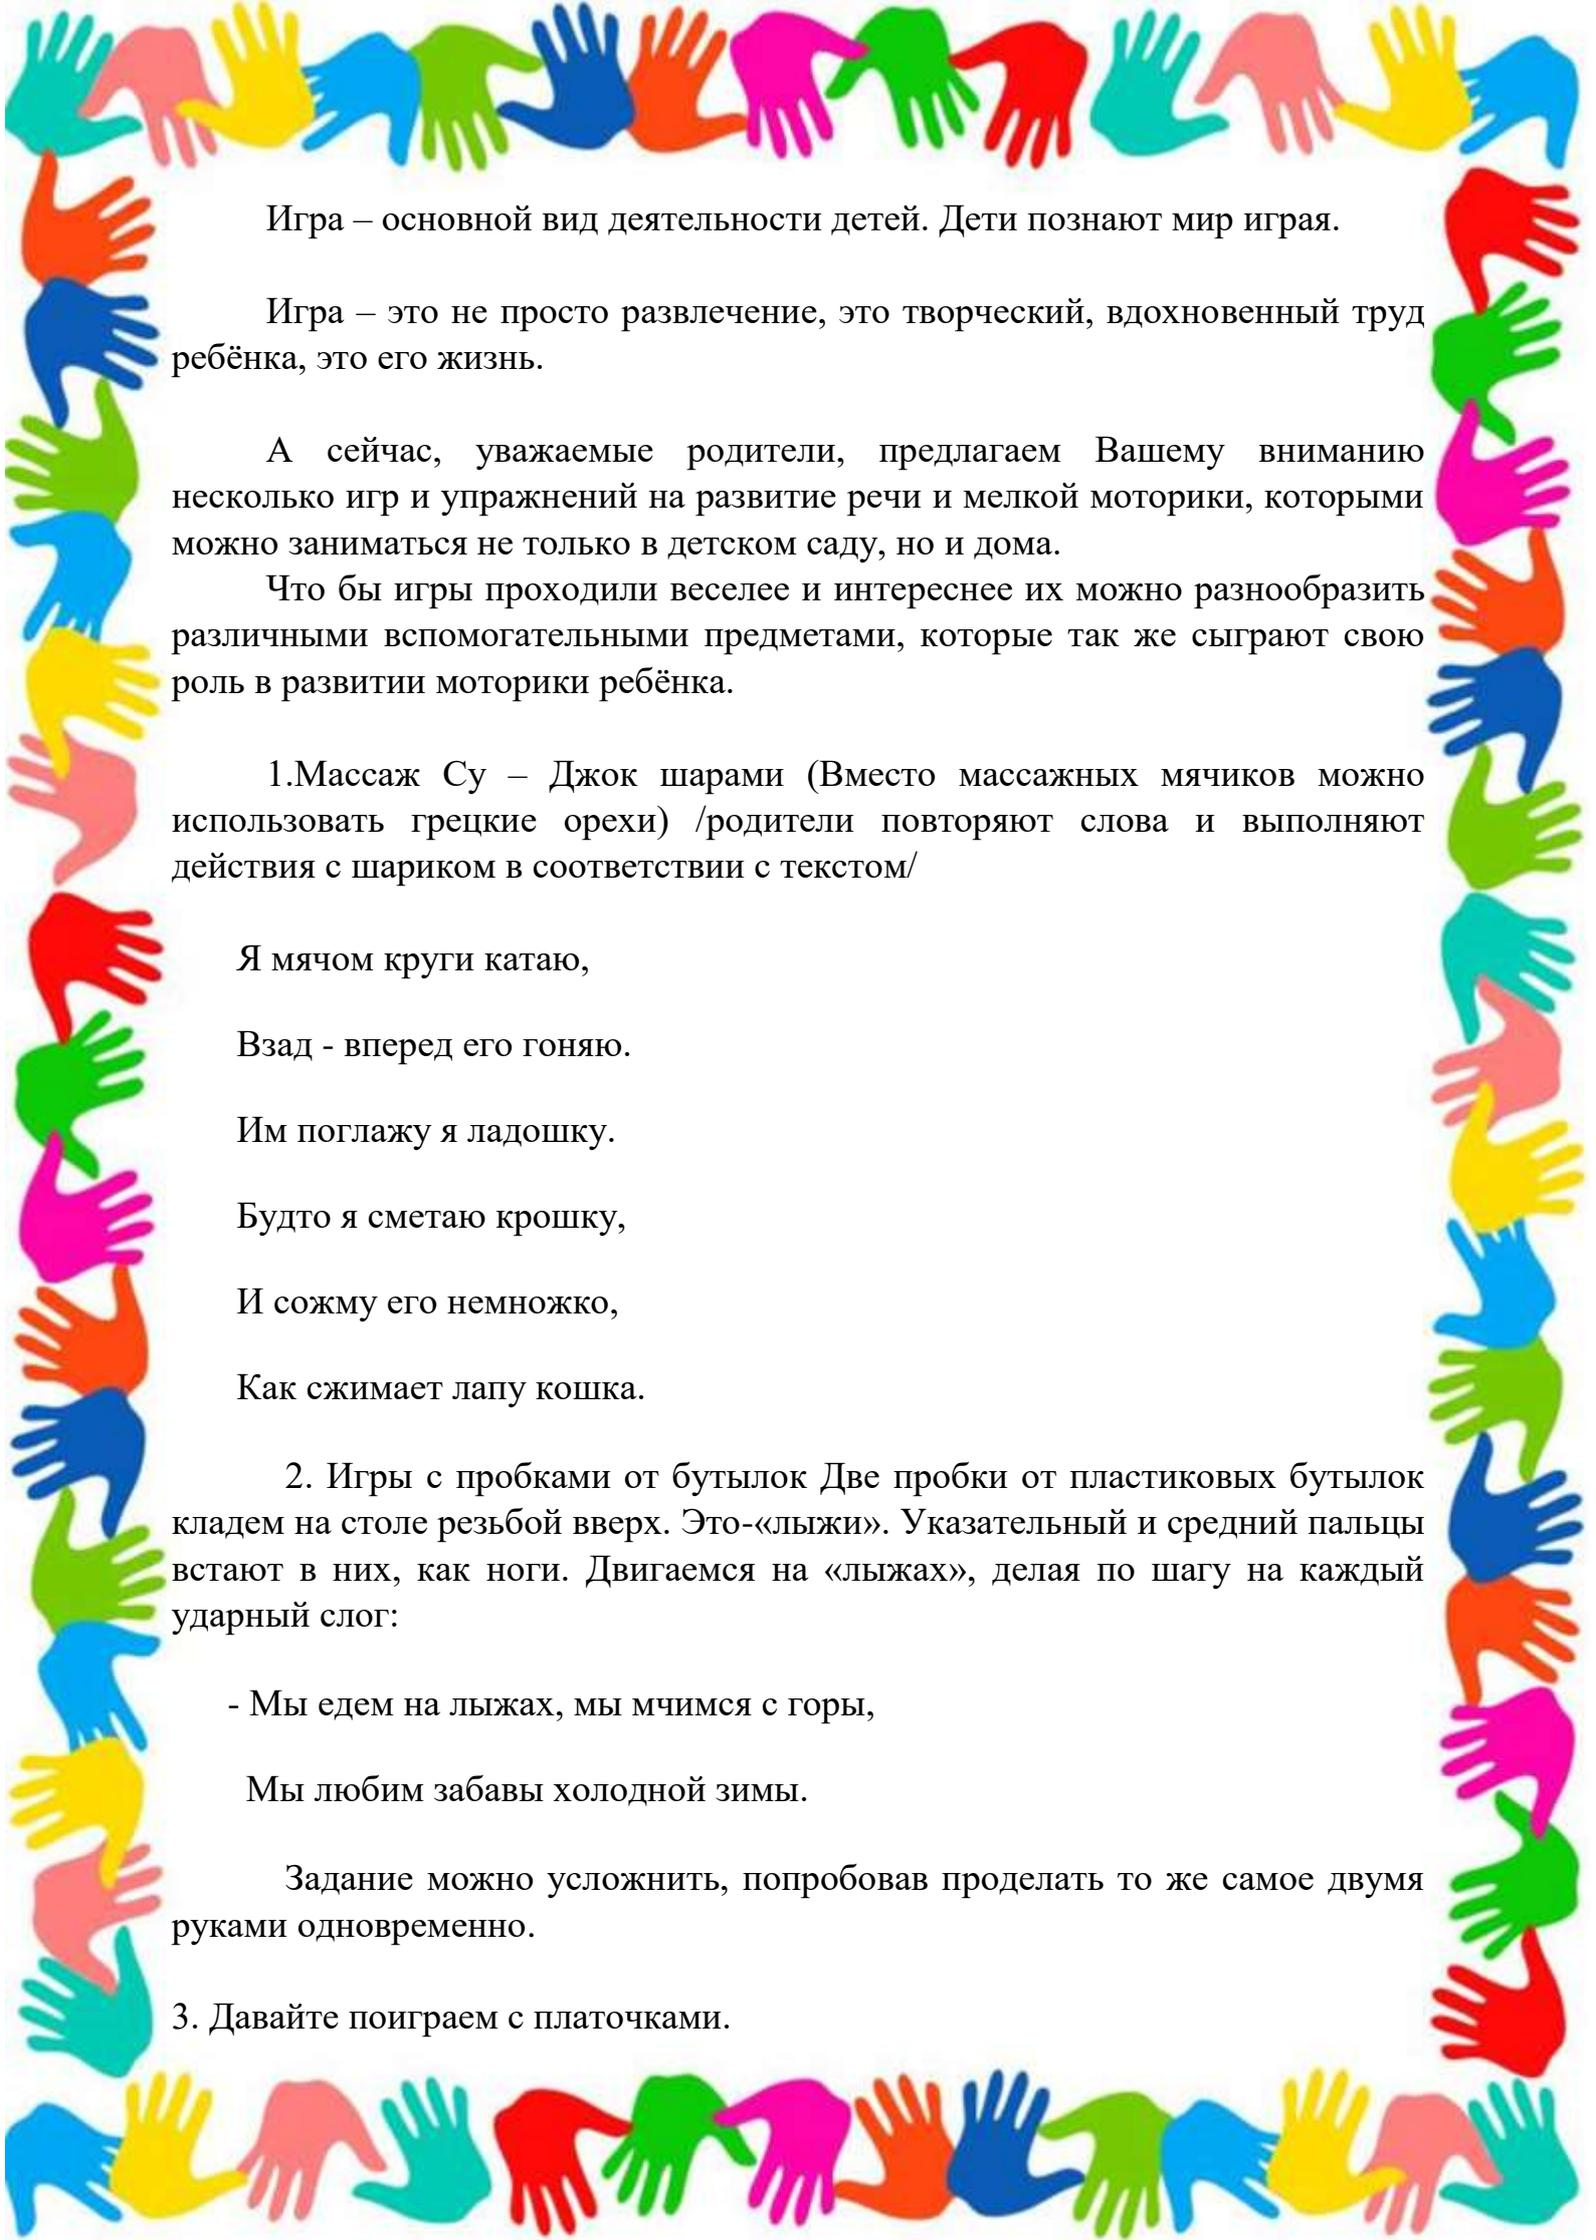 Игра – основной вид деятельности детей. Дети познают мир играя.
Игра – это не просто развлечение, это творческий, вдохновенный труд
ребёнка, это его жизнь.
А сейчас, уважаемые родители, предлагаем Вашему вниманию
несколько игр и упражнений на развитие речи и мелкой моторики, которыми
можно заниматься не только в детском саду, но и дома.
Что бы игры проходили веселее и интереснее их можно разнообразить
различными вспомогательными предметами, которые так же сыграют свою
роль в развитии моторики ребёнка.
1.Массаж Су – Джок шарами (Вместо массажных мячиков можно
использовать грецкие орехи) /родители повторяют слова и выполняют
действия с шариком в соответствии с текстом/
Я мячом круги катаю,
Взад - вперед его гоняю.
Им поглажу я ладошку.
Будто я сметаю крошку,
И сожму его немножко,
Как сжимает лапу кошка.
2. Игры с пробками от бутылок Две пробки от пластиковых бутылок
кладем на столе резьбой вверх. Это-«лыжи». Указательный и средний пальцы
встают в них, как ноги. Двигаемся на «лыжах», делая по шагу на каждый
ударный слог:
- Мы едем на лыжах, мы мчимся с горы,
Мы любим забавы холодной зимы.
Задание можно усложнить, попробовав проделать то же самое двумя
руками одновременно.
3. Давайте поиграем с платочками.